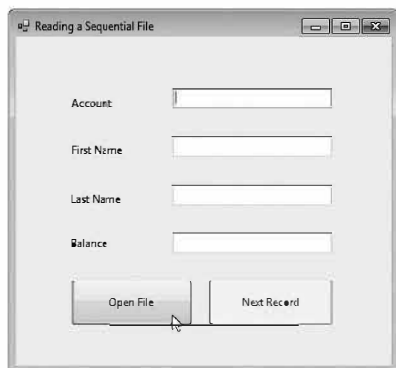 Reading a Sequential File
Account
First Name
Last Name
Balance
Open File Next Record